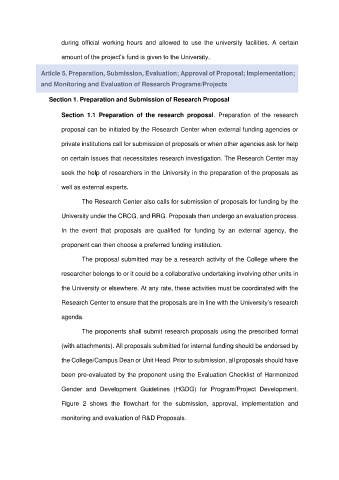 during official working hours and allowed to use the university facilities. A certain
amount of the project's fund is given to the University.
Article 5. Preparation, Submission, Evaluation; Approval of Proposal; Implementation;
and Monitoring and Evaluation of Research Programs/Projects
Section 1. Preparation and Submission of Research Proposal
Section 1.1 Preparation of the research proposal. Preparation of the research
proposal can be initiated by the Research Center when external funding agencies or
private institutions call for submission of proposals or when other agencies ask for help
on certain issues that necessitates research investigation. The Research Center may
seek the help of researchers in the University in the preparation of the proposals as
well as external experts.
The Research Center also calls for submission of proposals for funding by the
University under the CRCG, and RRG. Proposals then undergo an evaluation process.
In the event that proposals are qualified for funding by an external agency, the
proponent can then choose a preferred funding institution.
The proposal submitted may be a research activity of the College where the
researcher belongs to or it could be a collaborative undertaking involving other units in
the University or elsewhere. At any rate, these activities must be coordinated with the
Research Center to ensure that the proposals are in line with the University's research
agenda.
The proponents shall submit research proposals using the prescribed format
(with attachments). All proposals submitted for internal funding should be endorsed by
the College/Campus Dean or Unit Head. Prior to submission, all proposals should have
been pre-evaluated by the proponent using the Evaluation Checklist of Harmonized
Gender and Development Guidelines (HGDG) for Program/Project Development.
Figure 2 shows the flowchart for the submission, approval, implementation and
monitoring and evaluation of R&D Proposals.